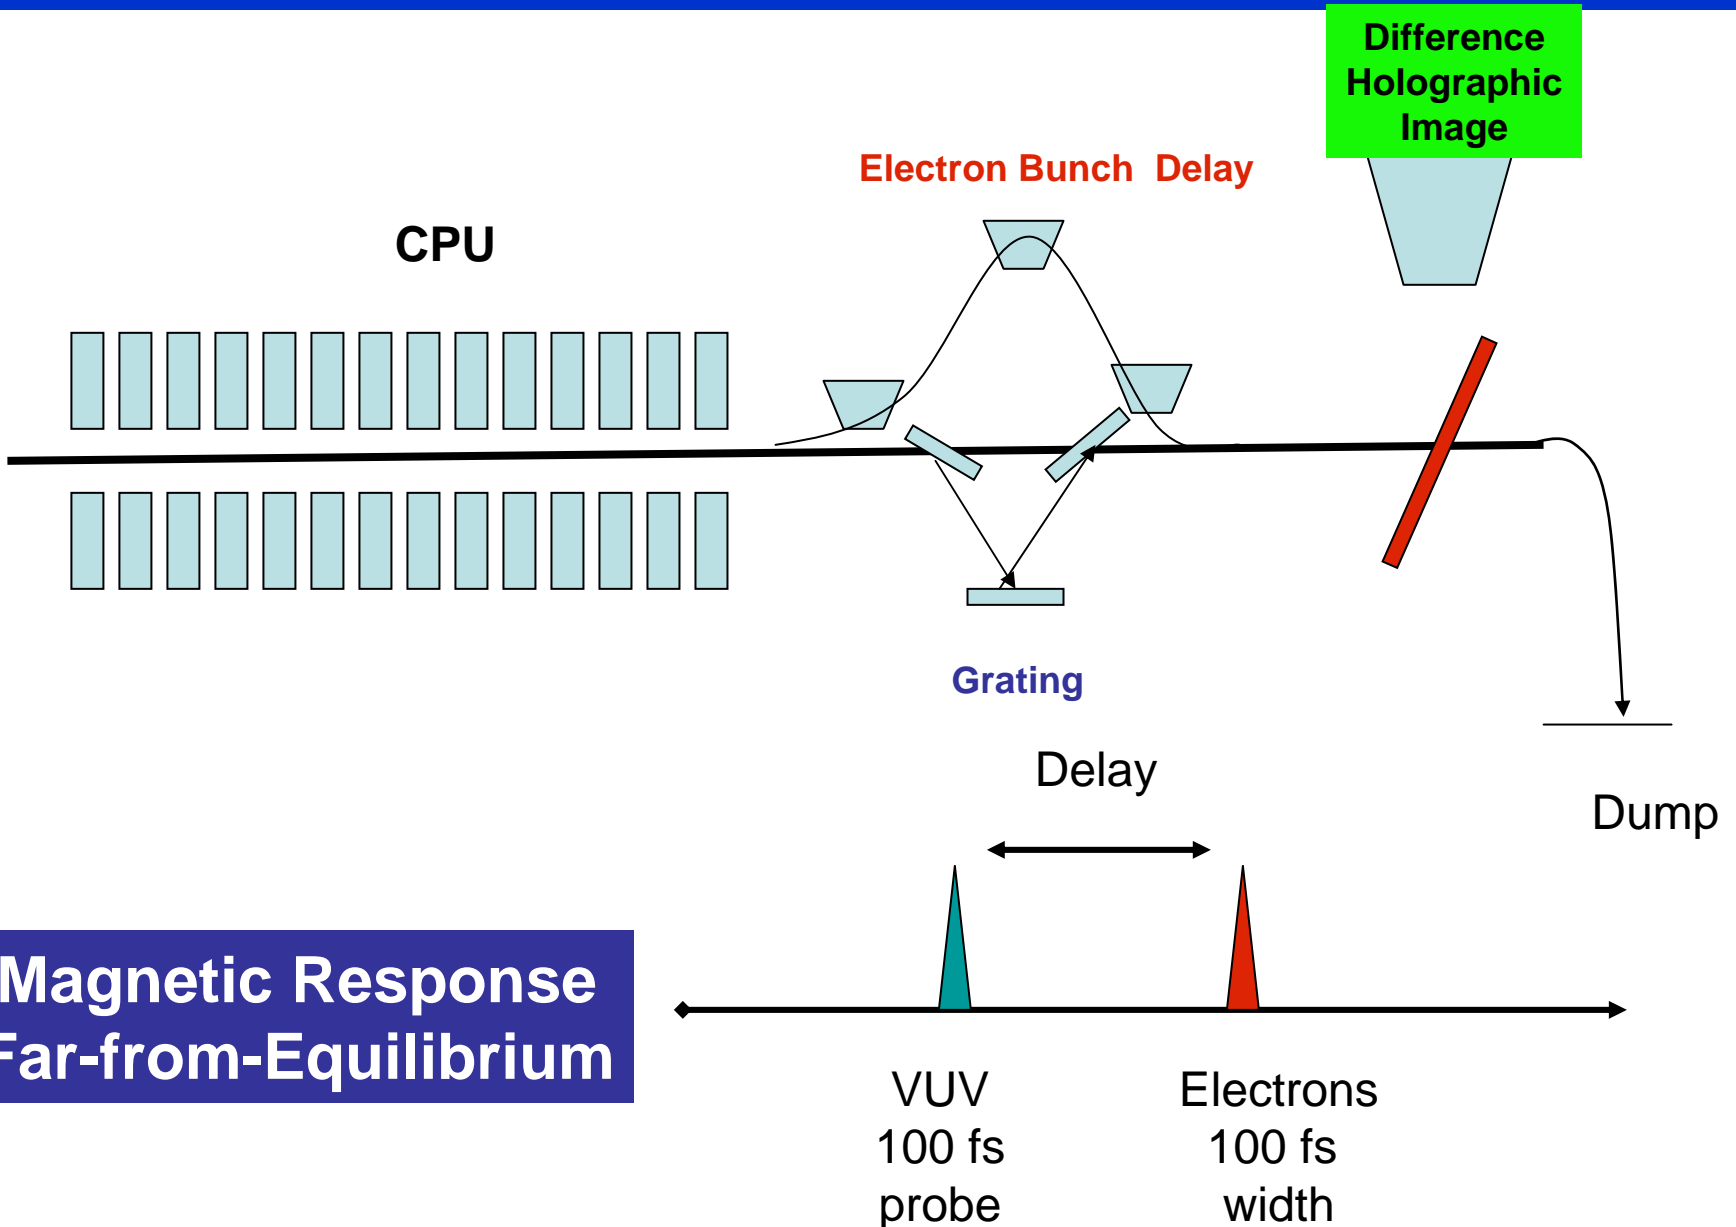 Difference
Holographic
Image
Electron Bunch  Delay
CPU
Grating
Delay
Dump
Magnetic Response
Far-from-Equilibrium
VUV
100 fs
probe
Electrons
100 fs
width